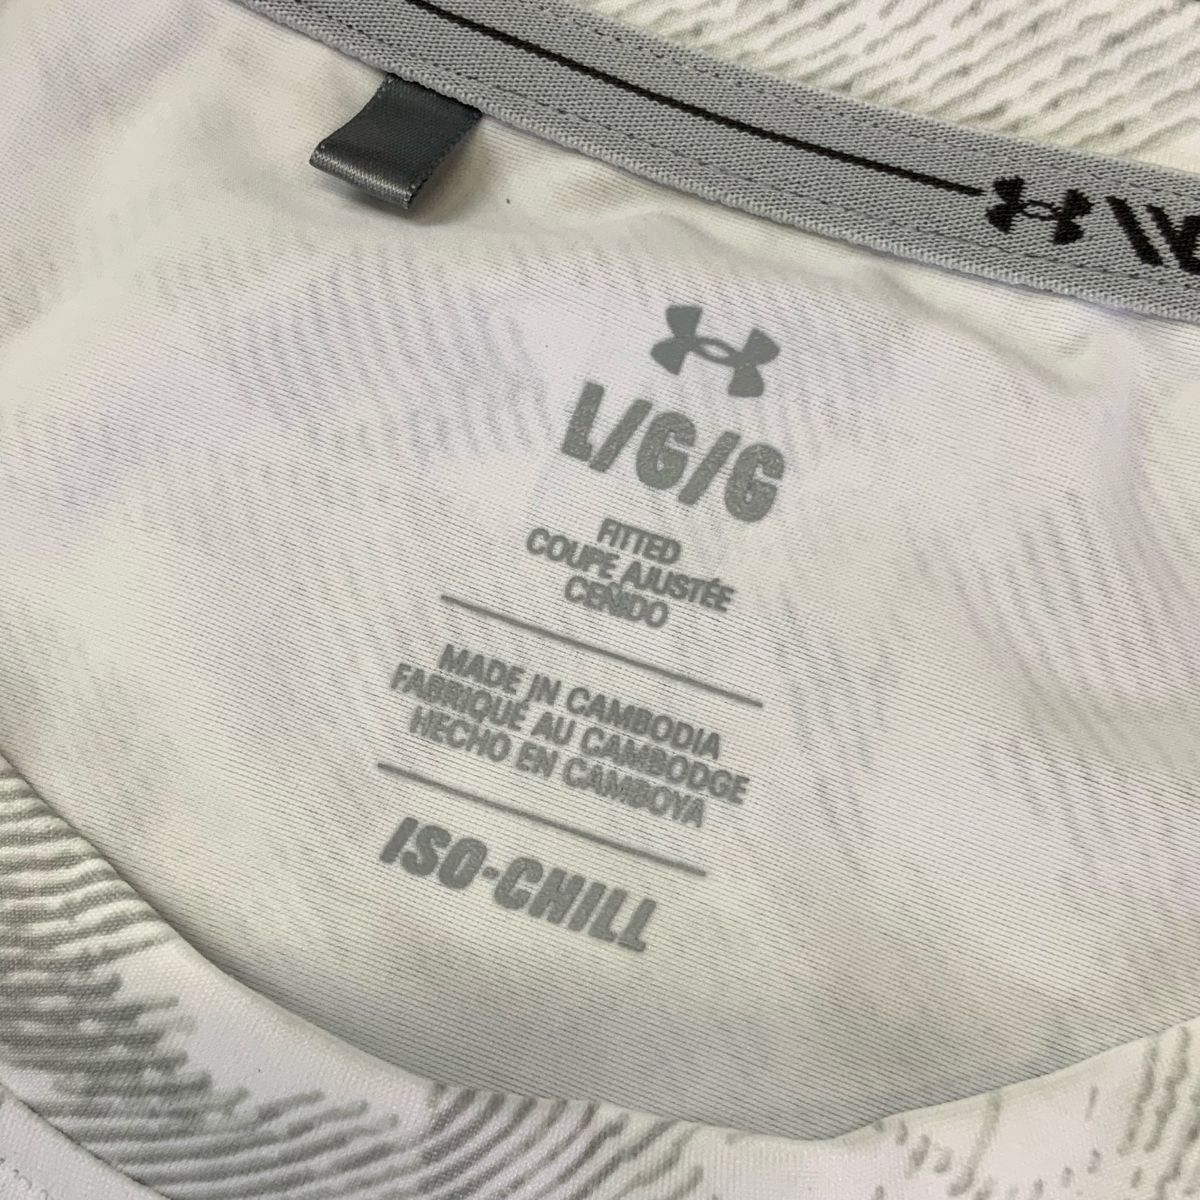 L/G/G
FITTED
COUPE AJUSTÉE
CEÑIDO
MADE IN CAMBODIA
FABRIQUÉ AU CAMBODGE
HECHO EN CAMBOYA
ISO-CHILL